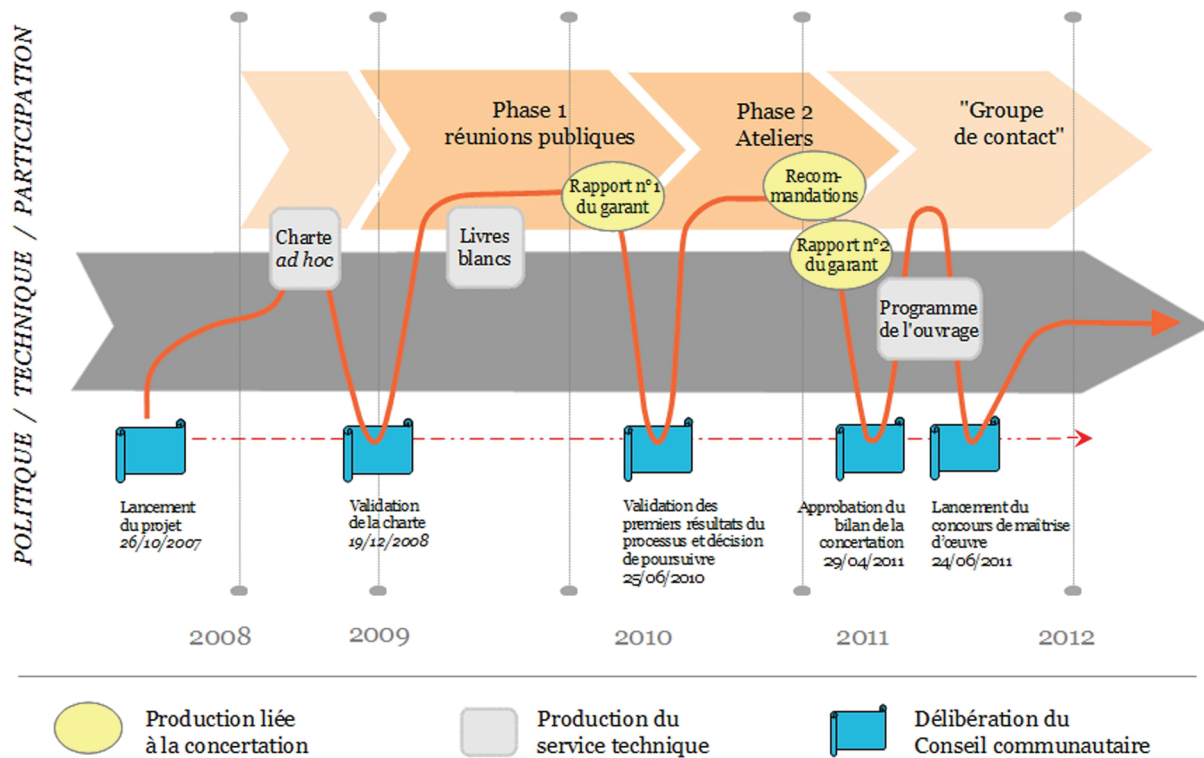 POLITIQUE / TECHNIQUE / PARTICIPATION
Phase 1
réunions publiques
Phase 2
Ateliers
"Groupe
de contact"
Charte
ad hoc
Livres
blancs
Rapport n°1
du garant
Recom-
mandations
Rapport n°2
du garant
Programme
de l'ouvrage
Lancement
du projet
26/10/2007
Validation
de la charte
19/12/2008
Validation des
premiers résultats du
processus et décision
de poursuivre
25/06/2010
Approbation du
bilan de la
concertation
29/04/2011
Lancement du
concours de maîtrise
d'œuvre
24/06/2011
2008
2009
2010
2011
2012
Production liée
à la concertation
Production du
service technique
Délibération du
Conseil communautaire